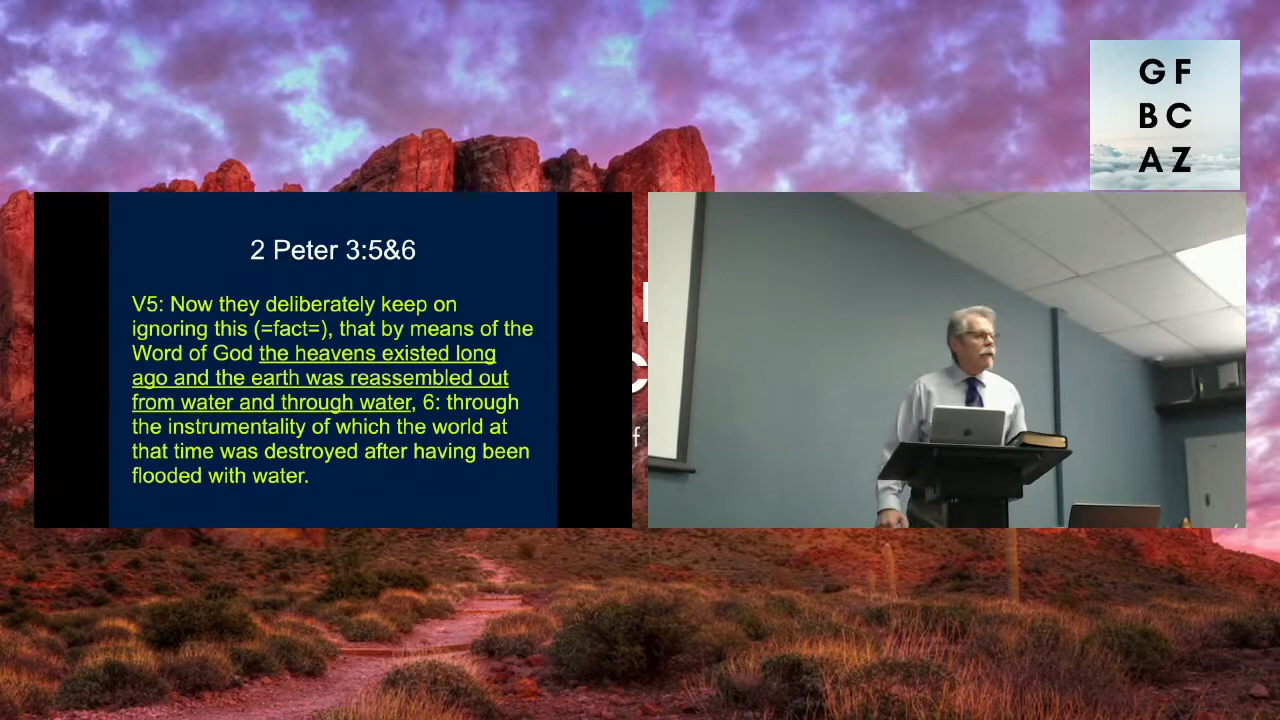 G F
B C
A Z
2 Peter 3:5&6
V5: Now they deliberately keep on
ignoring this (=fact=), that by means of the
Word of God the heavens existed long
ago and the earth was reassembled out
from water and through water, 6: through
the instrumentality of which the world at
that time was destroyed after having been
flooded with water.